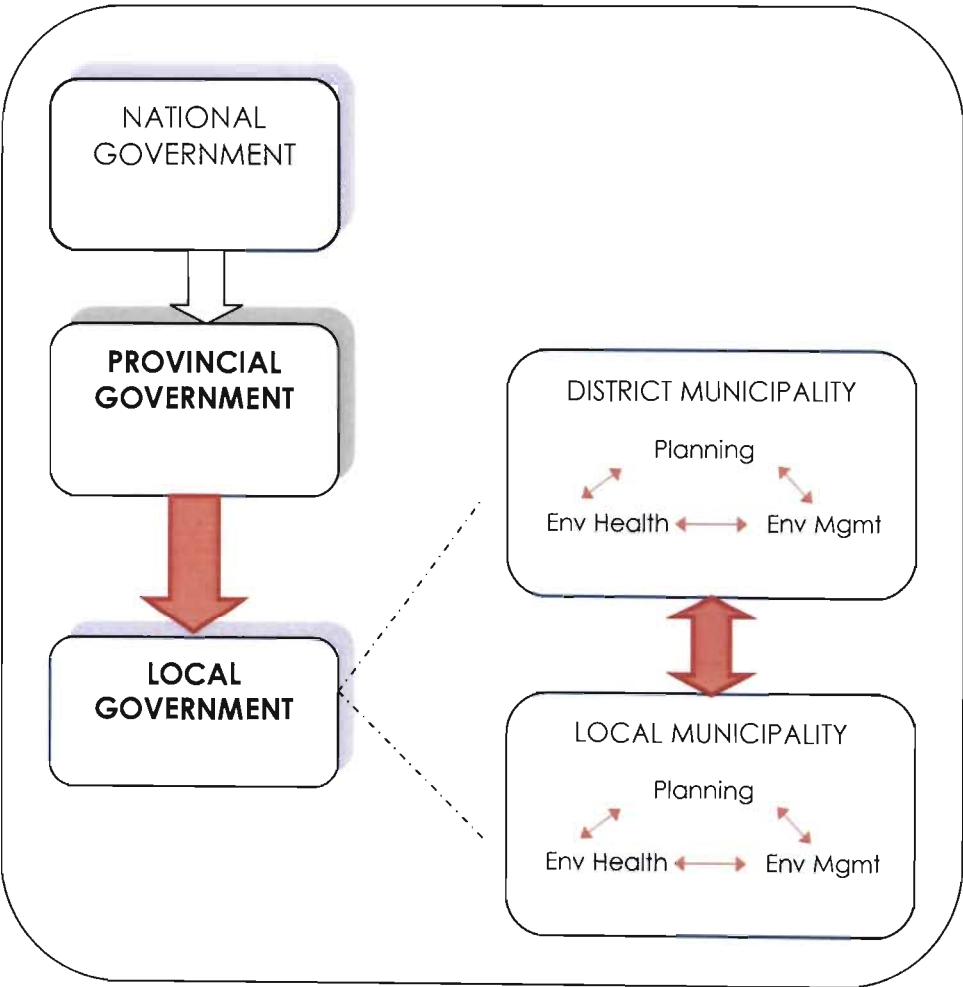 NATIONAL
GOVERNMENT
PROVINCIAL
GOVERNMENT
LOCAL
GOVERNMENT
DISTRICT MUNICIPALITY
Planning
Env Health
Env Mgmt
LOCAL MUNICIPALITY
Planning
Env Health
Env Mgmt